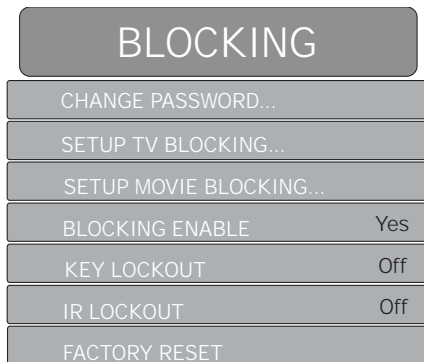 BLOCKING
CHANGE PASSWORD...
SETUP TV BLOCKING...
SETUP MOVIE BLOCKING...
BLOCKING ENABLE Yes
KEY LOCKOUT Off
IR LOCKOUT Off
FACTORY RESET